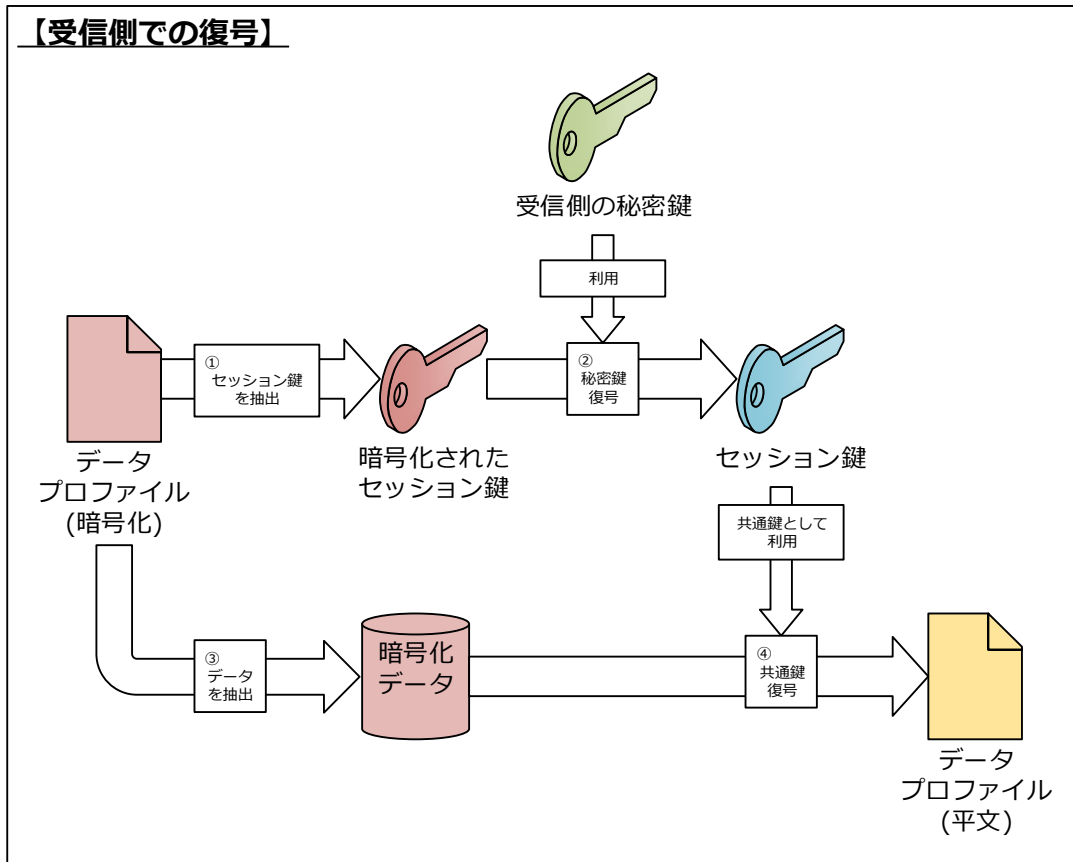 【受信側での復号】
受信側の秘密鍵
利用
①
セッション鍵
を抽出
②
秘密鍵
復号
データ
プロファイル
(暗号化)
暗号化された
セッション鍵
セッション鍵
共通鍵として
利用
③
データ
を抽出
暗号化
データ
④
共通鍵
復号
データ
プロファイル
(平文)